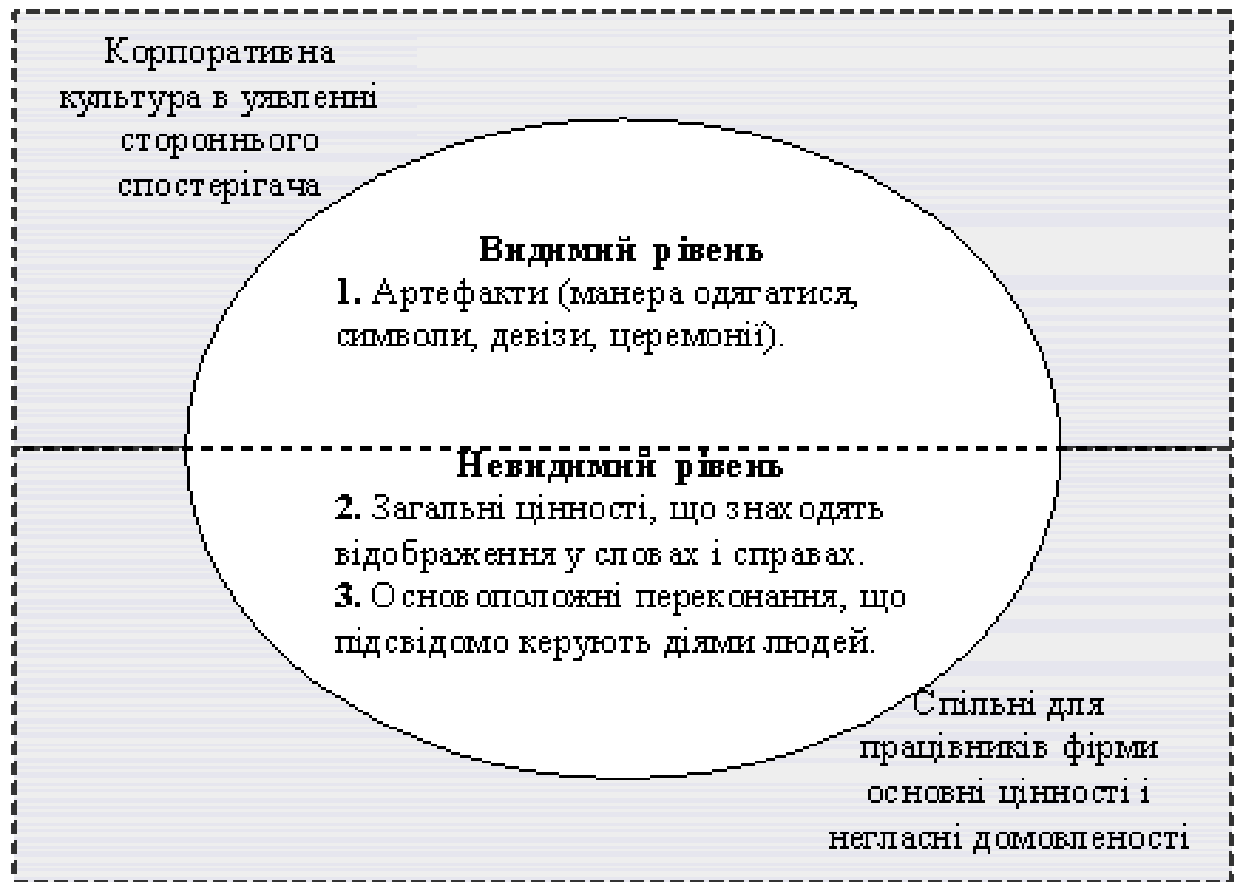 Корпоративна
культура в уявленні
стороннього
спостерігача
Видимий рівень
1. Артефакти (манера одягатися,
символи, девізи, церемонії).
Невидимий рівень
2. Загальні цінності, що знаходять
відображення у словах і справах.
3. Основоположні переконання, що
підсвідомо керують діями людей.
Спільні для
працівників фірми
основні цінності і
негласні домовленості